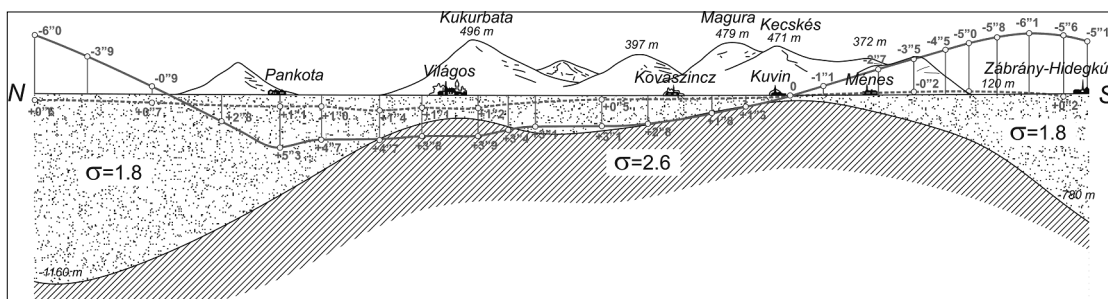 Kukurbata
496 m
397 m
Magura
479 m
Kecskés
471 m
372 m
Pankota
Világos
Kovaszincz
Kuvin
Ménes
Zábrány-Hidegkú
120 m
N
S
-6"0
-3"9
-0"9
0
-1"1
-2"7
-3"5
-4"5
-5"0
-5"8
-6"1
-5"6
-5"1
+0"7
+2"8
+1"1
+1"0
+1"4
+1"1
+1"2
+0"5
-0"2
+0"2
+5"3
+4"7
+4"7
+3"8
+3"9
+3"4
+3"1
+2"8
+1"8
+1"3
σ=1.8
σ=2.6
σ=1.8
-1160 m
-780 m